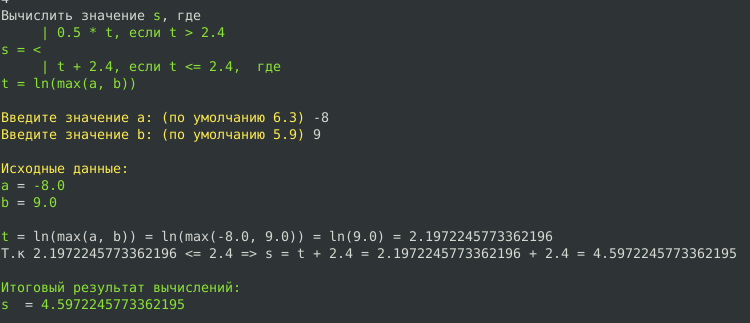 4
Вычислить значение s, где
| 0.5 * t, если t > 2.4
s = <
| t + 2.4, если t <= 2.4, где
t = ln(max(a, b))
Введите значение a: (по умолчанию 6.3) -8
Введите значение b: (по умолчанию 5.9) 9
Исходные данные:
a = -8.0
b = 9.0
t = ln(max(a, b)) = ln(max(-8.0, 9.0)) = ln(9.0) = 2.1972245773362196
Т.к 2.1972245773362196 <= 2.4 => s = t + 2.4 = 2.1972245773362196 + 2.4 = 4.5972245773362195
Итоговый результат вычислений:
s = 4.5972245773362195